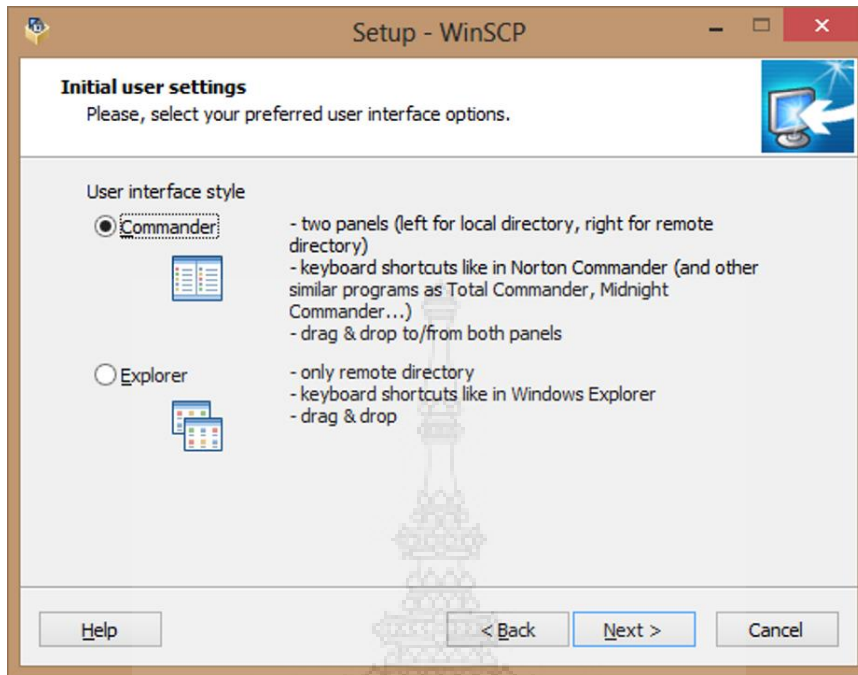 Setup - WinSCP
Initial user settings
Please, select your preferred user interface options.
User interface style
Commander
- two panels (left for local directory, right for remote
directory)
- keyboard shortcuts like in Norton Commander (and other
similar programs as Total Commander, Midnight
Commander...)
- drag & drop to/from both panels
Explorer
- only remote directory
- keyboard shortcuts like in Windows Explorer
- drag & drop
Help
< Back
Next >
Cancel